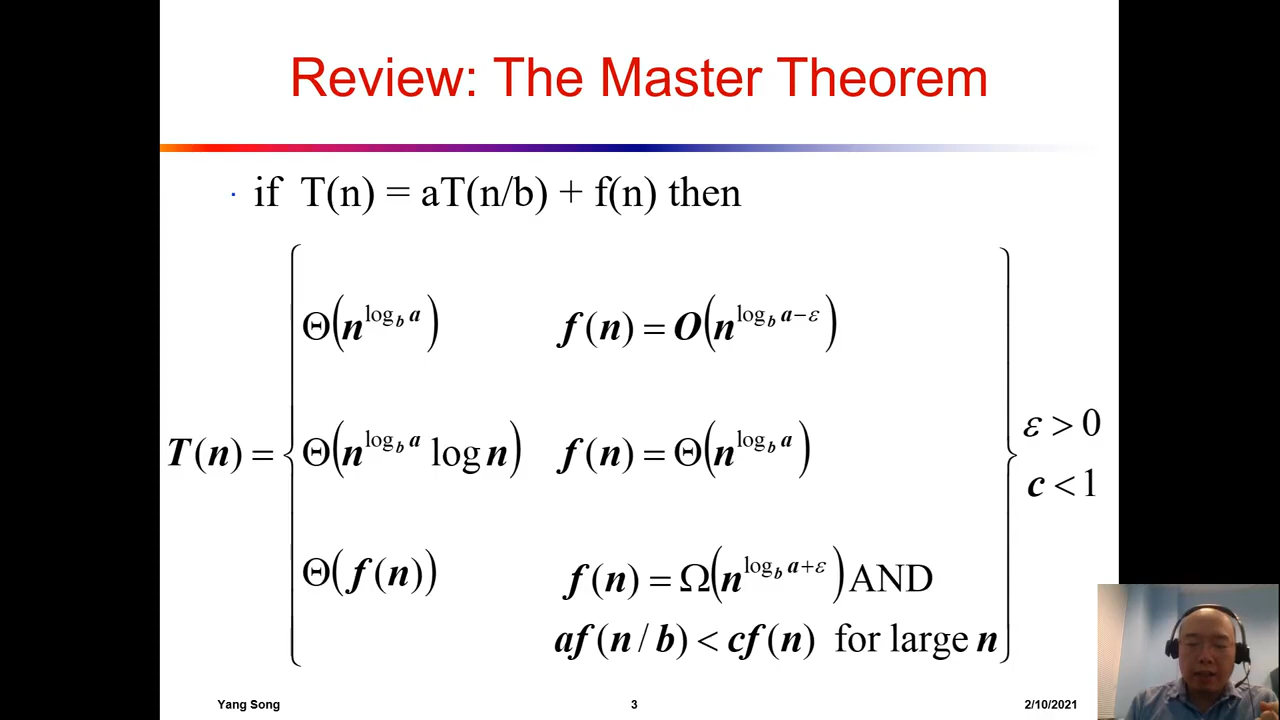 Review: The Master Theorem
· if T(n) = aT(n/b) + f(n) then
Θ(n^{log_b a}) f(n) = O(n^{log_b a−ε})
T(n) = Θ(n^{log_b a} log n) f(n) = Θ(n^{log_b a})
ε > 0
c < 1
Θ(f(n)) f(n) = Ω(n^{log_b a+ε}) AND
af(n/b) < cf(n) for large n
Yang Song 3 2/10/2021